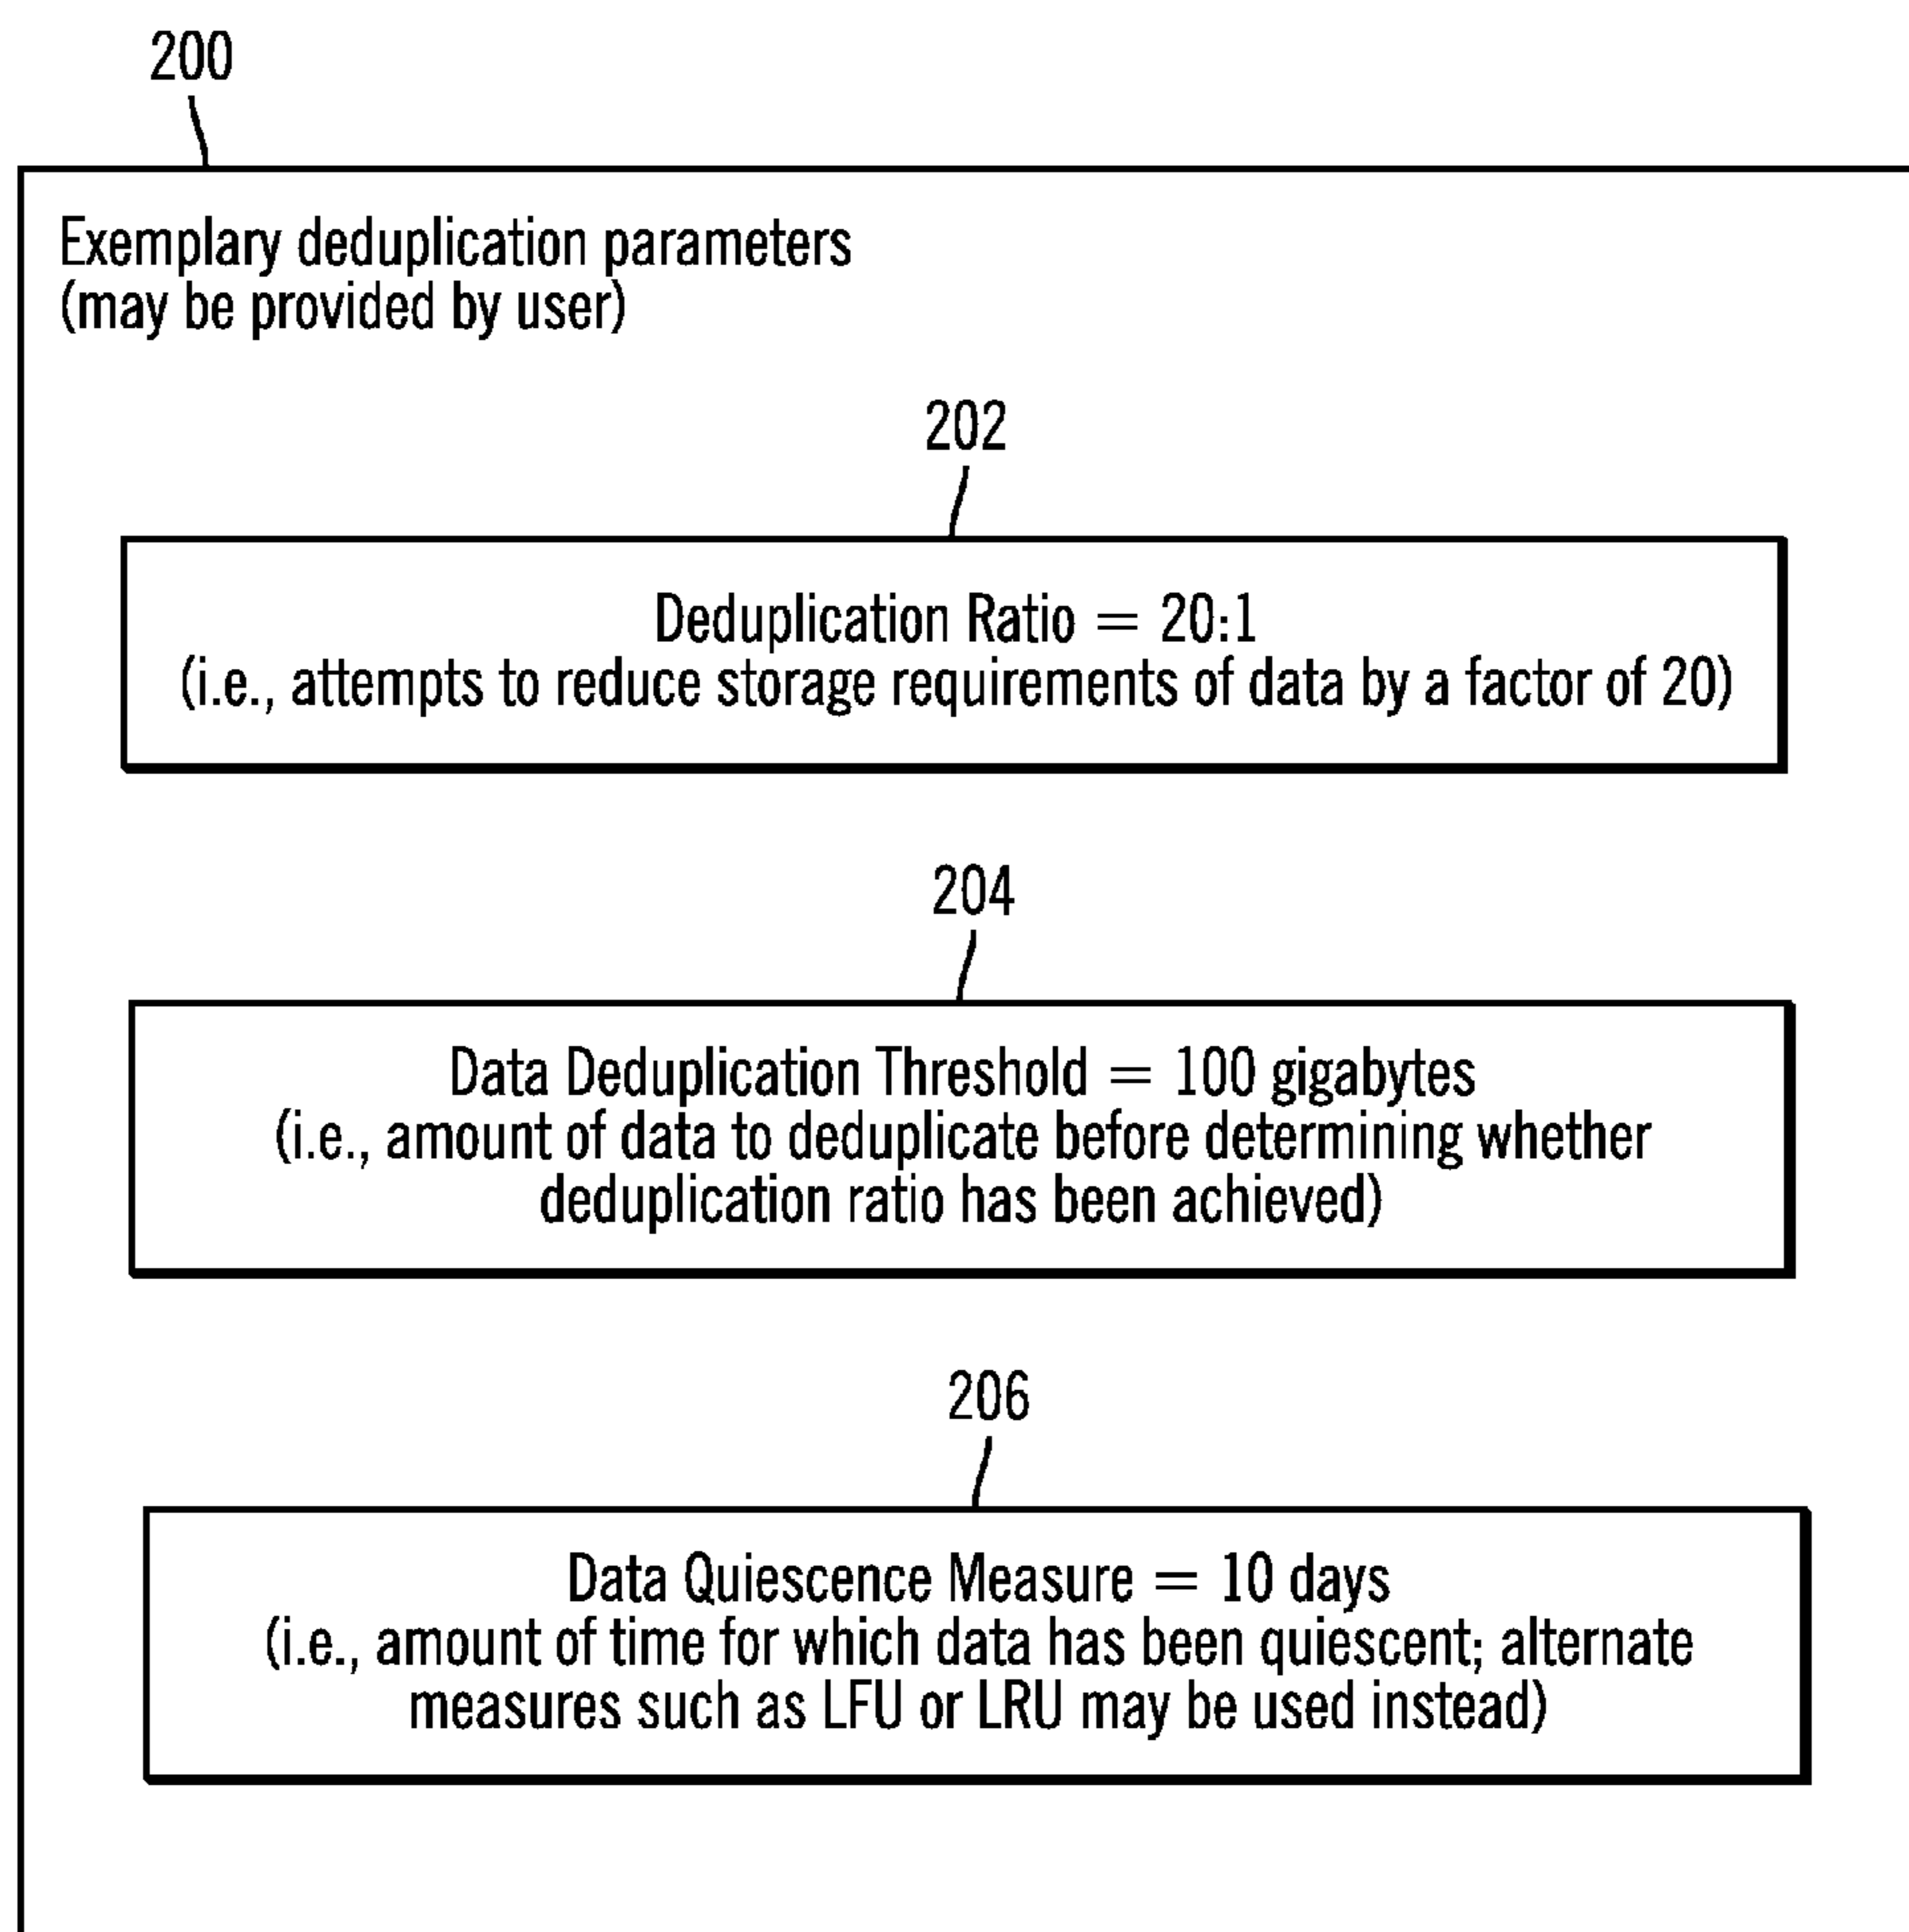 200
Exemplary deduplication parameters
(may be provided by user)
202
Deduplication Ratio = 20:1
(i.e., attempts to reduce storage requirements of data by a factor of 20)
204
Data Deduplication Threshold = 100 gigabytes
(i.e., amount of data to deduplicate before determining whether
deduplication ratio has been achieved)
206
Data Quiescence Measure = 10 days
(i.e., amount of time for which data has been quiescent; alternate
measures such as LFU or LRU may be used instead)